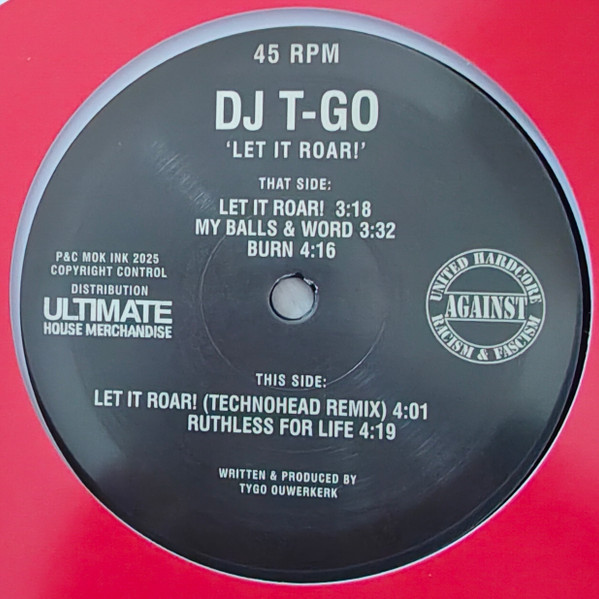 45 RPM
DJ T-GO
‘LET IT ROAR!’
THAT SIDE:
LET IT ROAR! 3:18
MY BALLS & WORD 3:32
BURN 4:16
P&C MOK INK 2025
COPYRIGHT CONTROL
DISTRIBUTION
ULTIMATE
HOUSE MERCHANDISE
UNITED HARDCORE
AGAINST
RACISM & FASCISM
THIS SIDE:
LET IT ROAR! (TECHNOHEAD REMIX) 4:01
RUTHLESS FOR LIFE 4:19
WRITTEN & PRODUCED BY
TYGO OUWERKERK